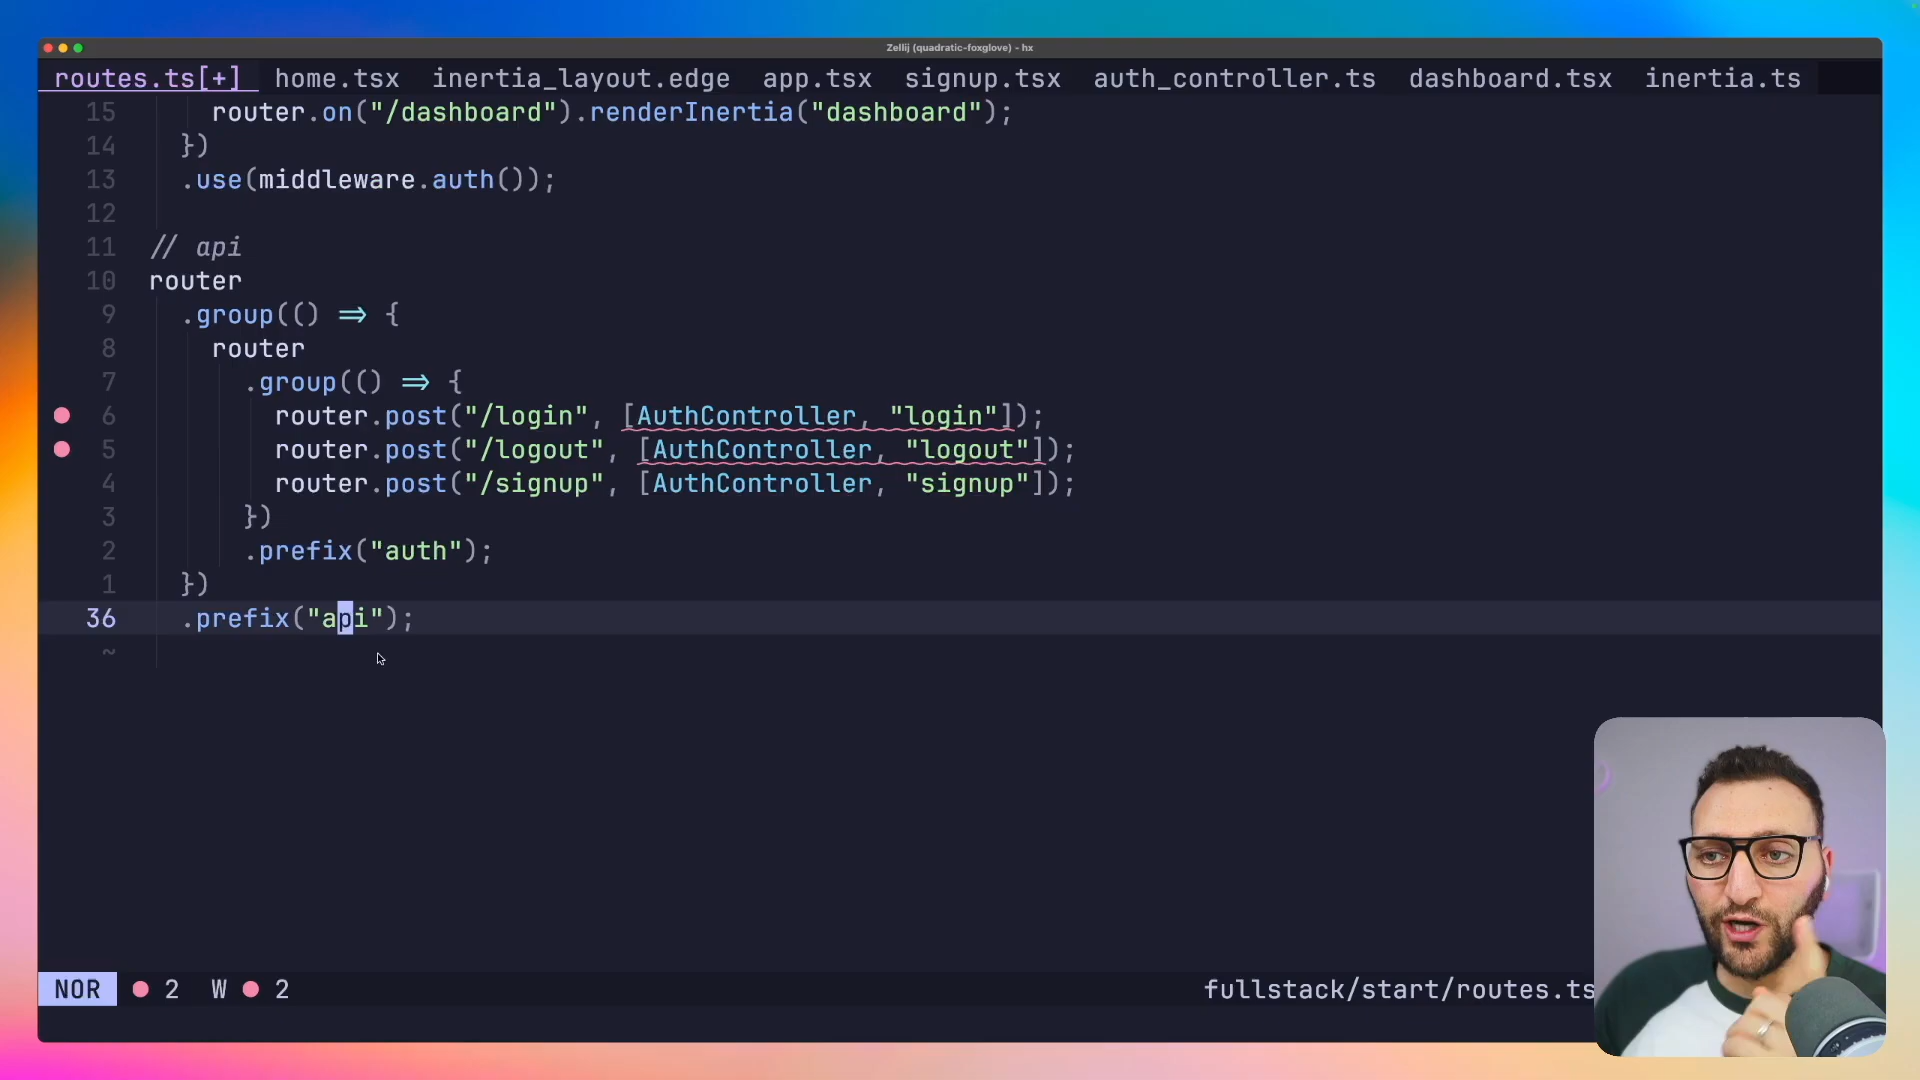 Zellij (quadratic-foxglove) - hx
routes.ts[+] home.tsx inertia_layout.edge app.tsx signup.tsx auth_controller.ts dashboard.tsx inertia.ts
15 router.on("/dashboard").renderInertia("dashboard");
14 })
13 .use(middleware.auth());
12
11 // api
10 router
9 .group(() => {
8 router
7 .group(() => {
6 router.post("/login", [AuthController, "login"]);
5 router.post("/logout", [AuthController, "logout"]);
4 router.post("/signup", [AuthController, "signup"]);
3 })
2 .prefix("auth");
1 })
36 .prefix("api");
~
NOR 2 W 2 fullstack/start/routes.ts